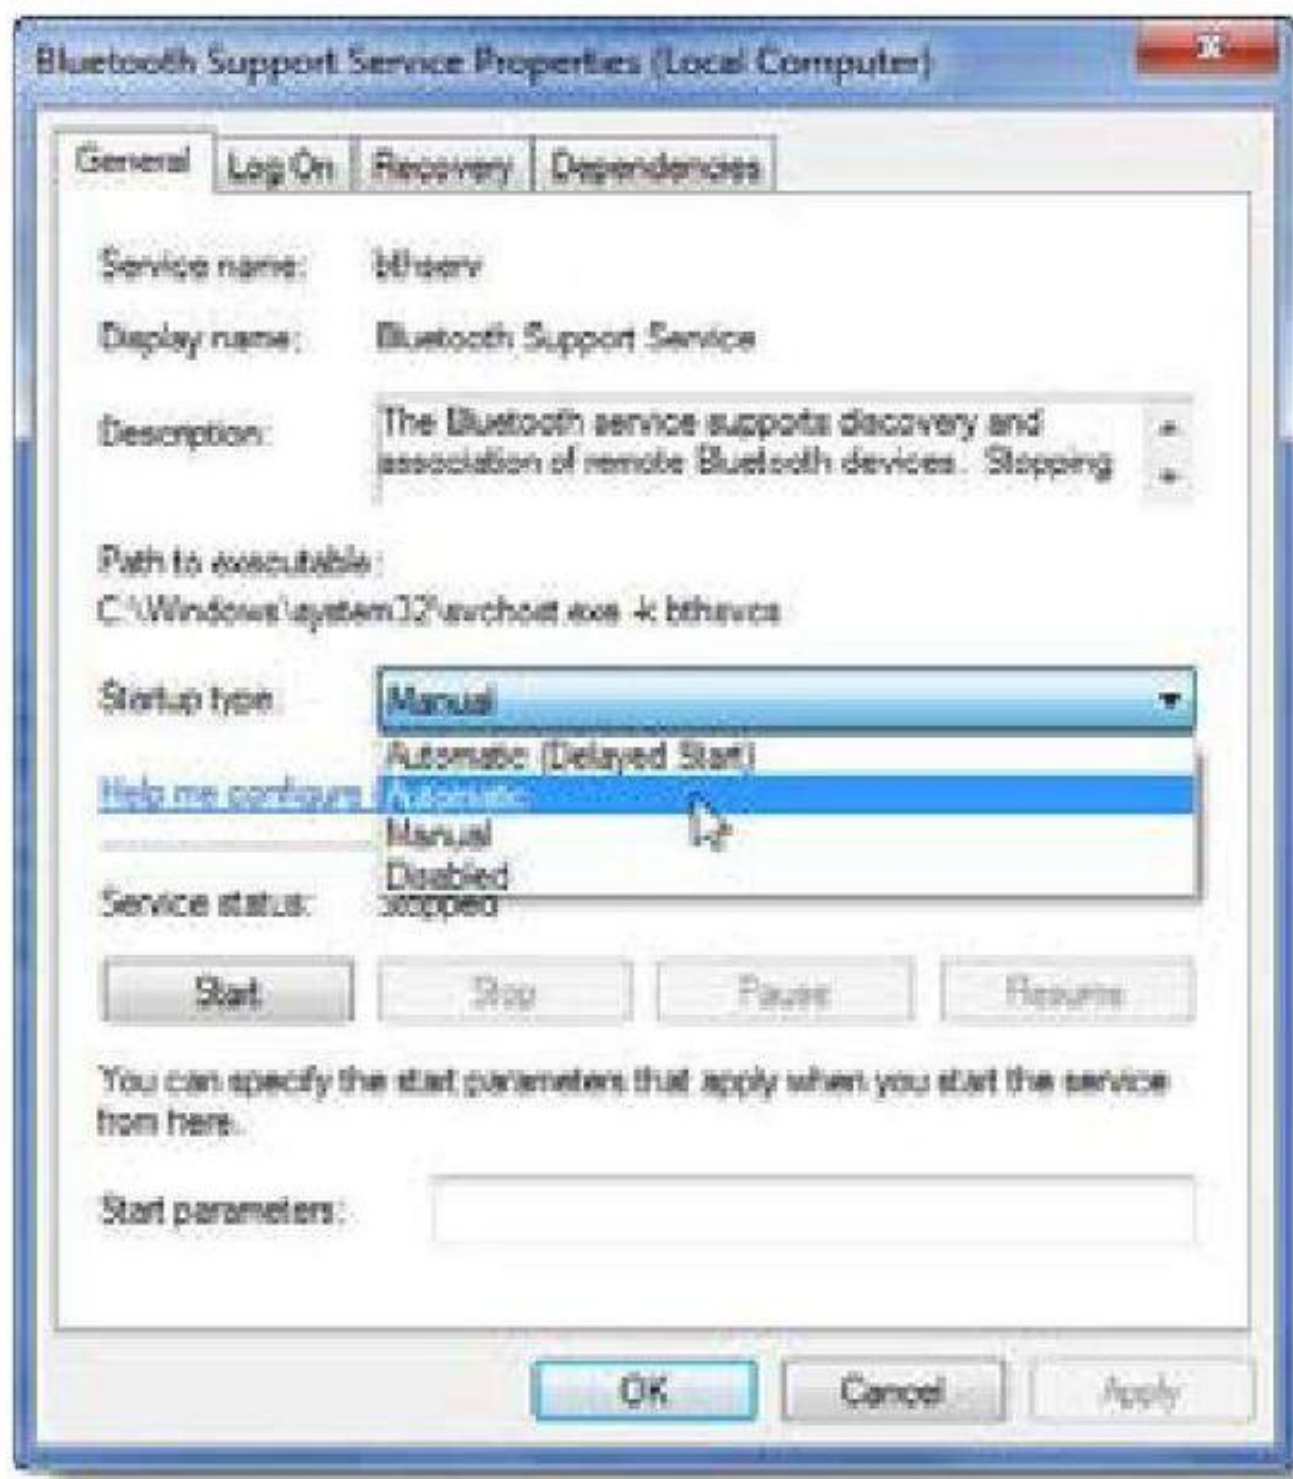 Bluetooth Support Service Properties (Local Computer)
General Log On Recovery Dependencies
Service name: bthserv
Display name: Bluetooth Support Service
Description: The Bluetooth service supports discovery and
association of remote Bluetooth devices. Stopping
Path to executable:
C:\Windows\system32\svchost.exe -k bthsvcs
Startup type: Manual
Automatic (Delayed Start)
Help me configure Automatic
Manual
Disabled
Service status: Stopped
Start Stop Pause Resume
You can specify the start parameters that apply when you start the service
from here.
Start parameters:
OK Cancel Apply